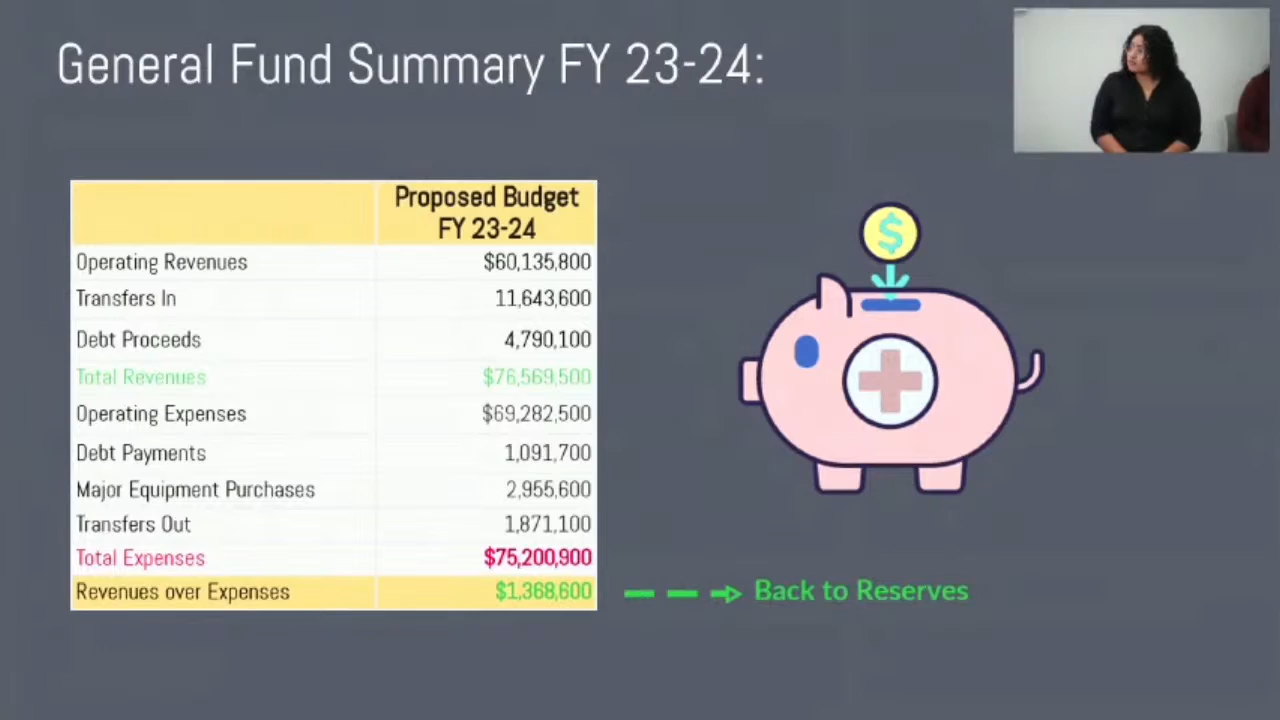 General Fund Summary FY 23-24:
Proposed Budget
FY 23-24
Operating Revenues $60,135,800
Transfers In 11,643,600
Debt Proceeds 4,790,100
Total Revenues $76,569,500
Operating Expenses $69,282,500
Debt Payments 1,091,700
Major Equipment Purchases 2,955,600
Transfers Out 1,871,100
Total Expenses $75,200,900
Revenues over Expenses $1,368,600
Back to Reserves
$